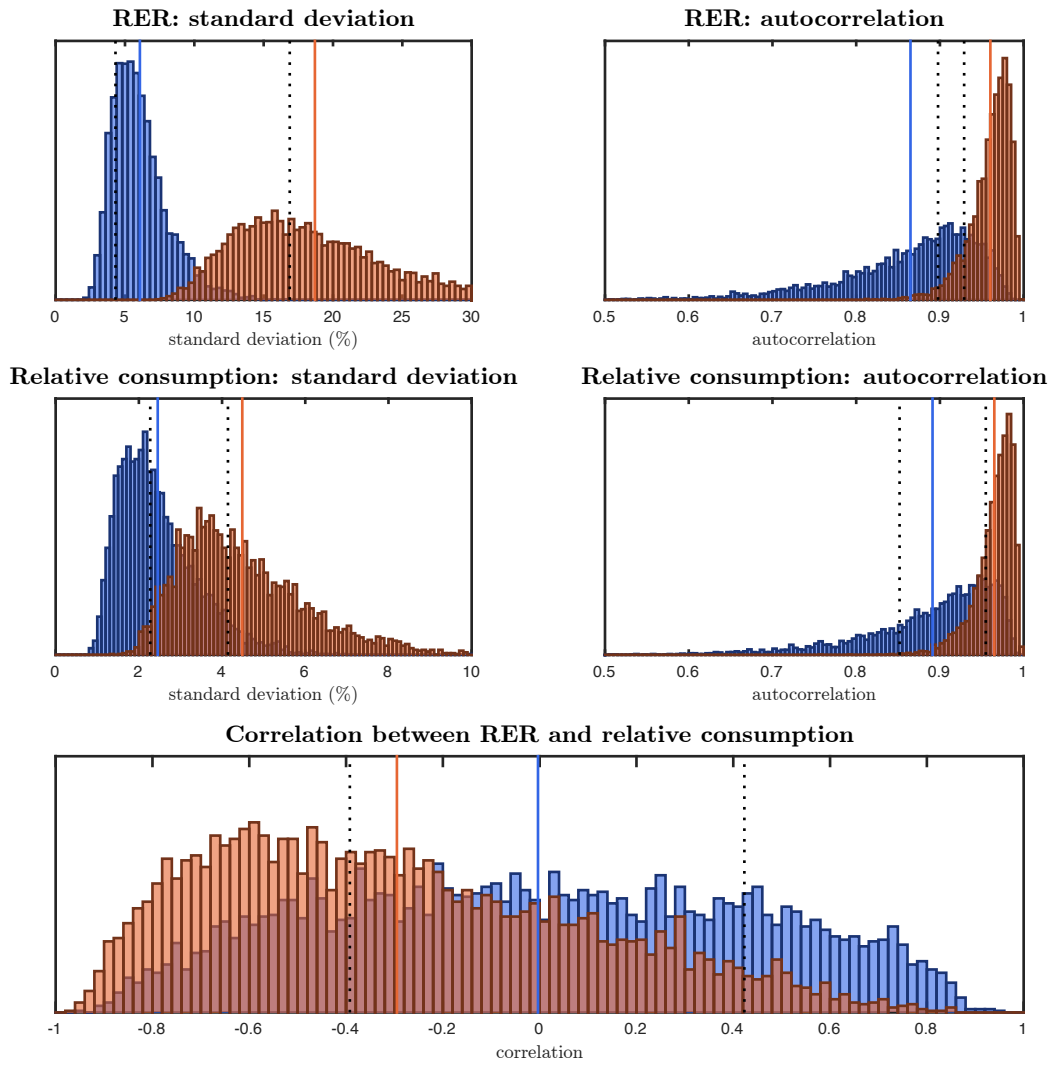 RER: standard deviation
RER: autocorrelation
0 5 10 15 20 25 30
0.5 0.6 0.7 0.8 0.9 1
standard deviation (%)
autocorrelation
Relative consumption: standard deviation
Relative consumption: autocorrelation
0 2 4 6 8 10
0.5 0.6 0.7 0.8 0.9 1
standard deviation (%)
autocorrelation
Correlation between RER and relative consumption
-1 -0.8 -0.6 -0.4 -0.2 0 0.2 0.4 0.6 0.8 1
correlation